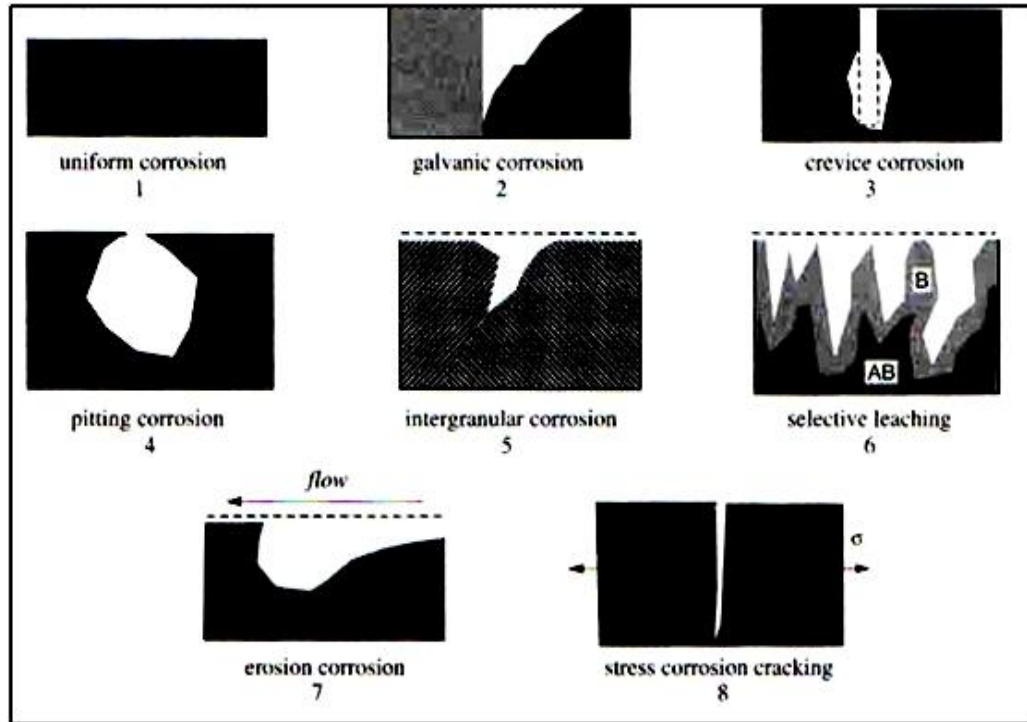 uniform corrosion
1
galvanic corrosion
2
crevice corrosion
3
pitting corrosion
4
intergranular corrosion
5
B
AB
selective leaching
6
flow
erosion corrosion
7
σ
stress corrosion cracking
8